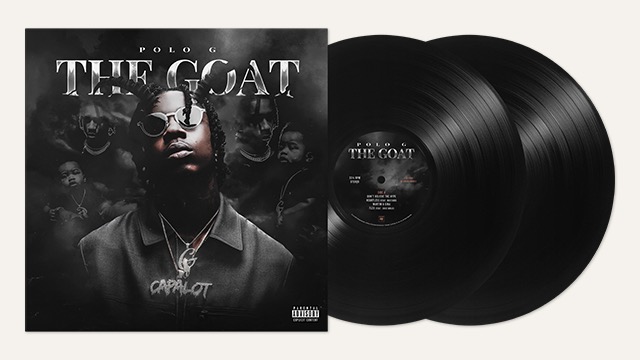 POLO G
THE GOAT
CAPALOT
PARENTAL
ADVISORY
EXPLICIT CONTENT
POLO G
THE GOAT